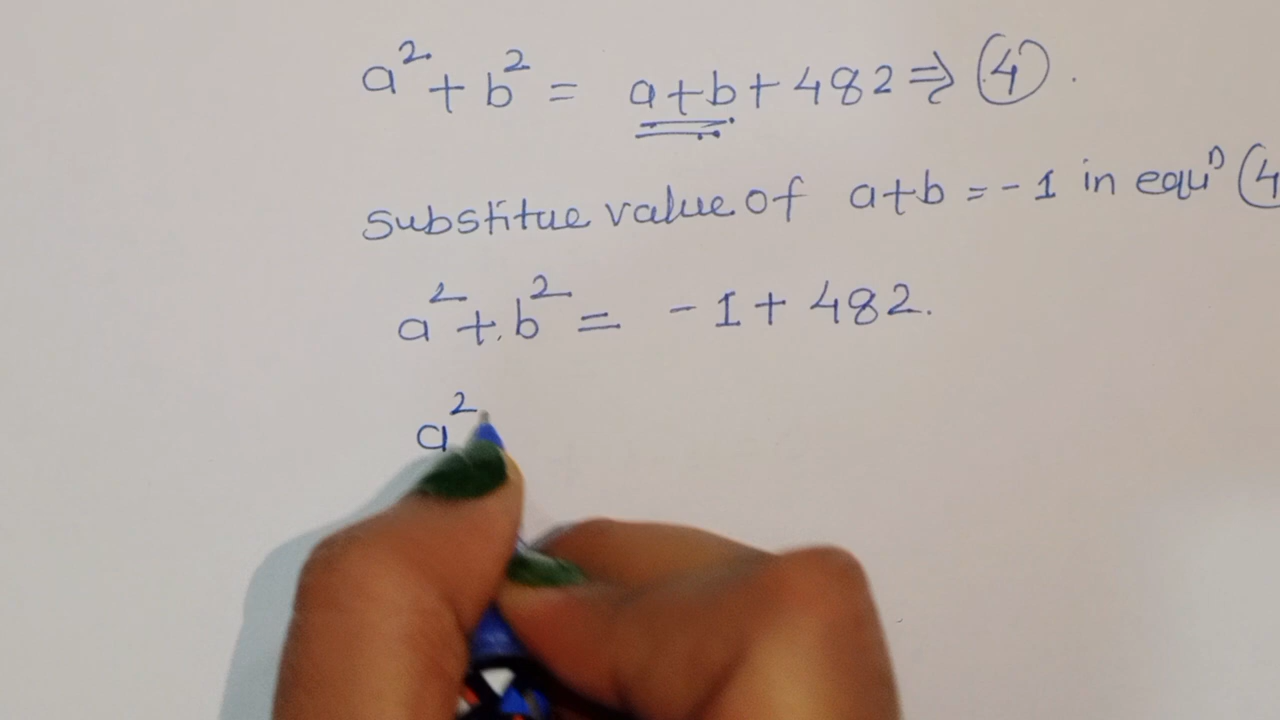 a² + b² = a+b + 482 ⇒ (4).
substitue value of a+b = -1 in equⁿ (4
a² + b² = -1 + 482.
a²